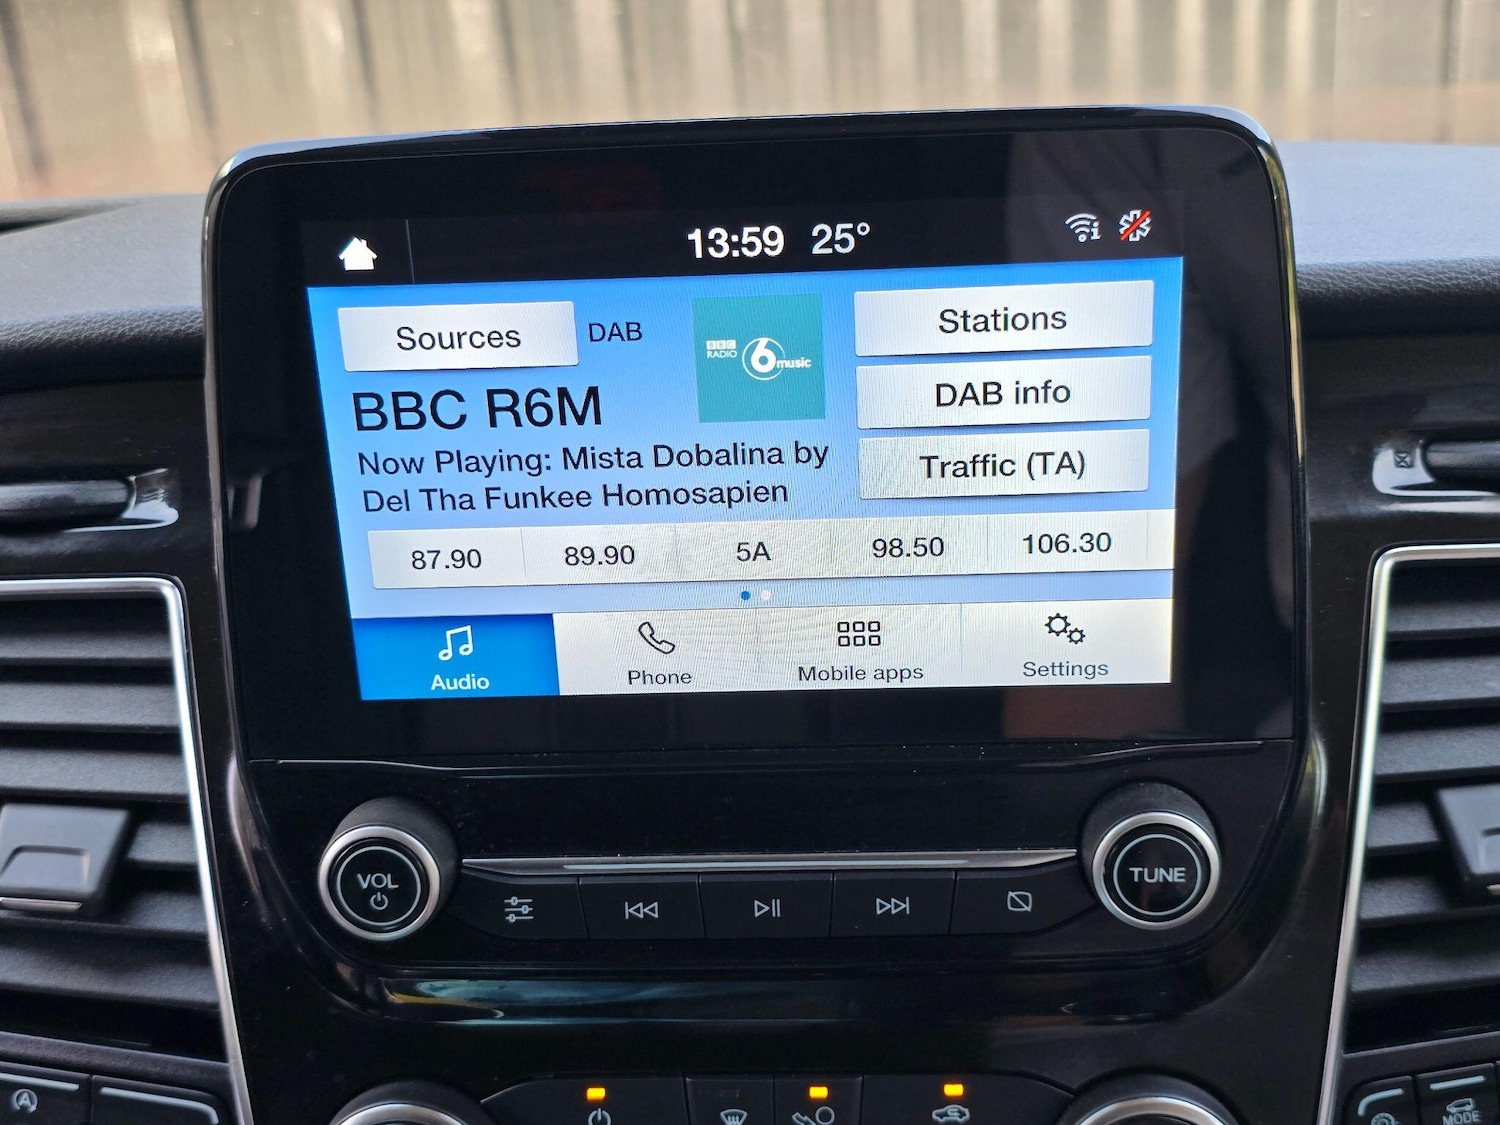 13:59 25°
Sources DAB
BBC
RADIO 6 music
Stations
BBC R6M
DAB info
Now Playing: Mista Dobalina by
Del Tha Funkee Homosapien
Traffic (TA)
87.90 89.90 5A 98.50 106.30
Audio Phone Mobile apps Settings
VOL
TUNE
A
MODE